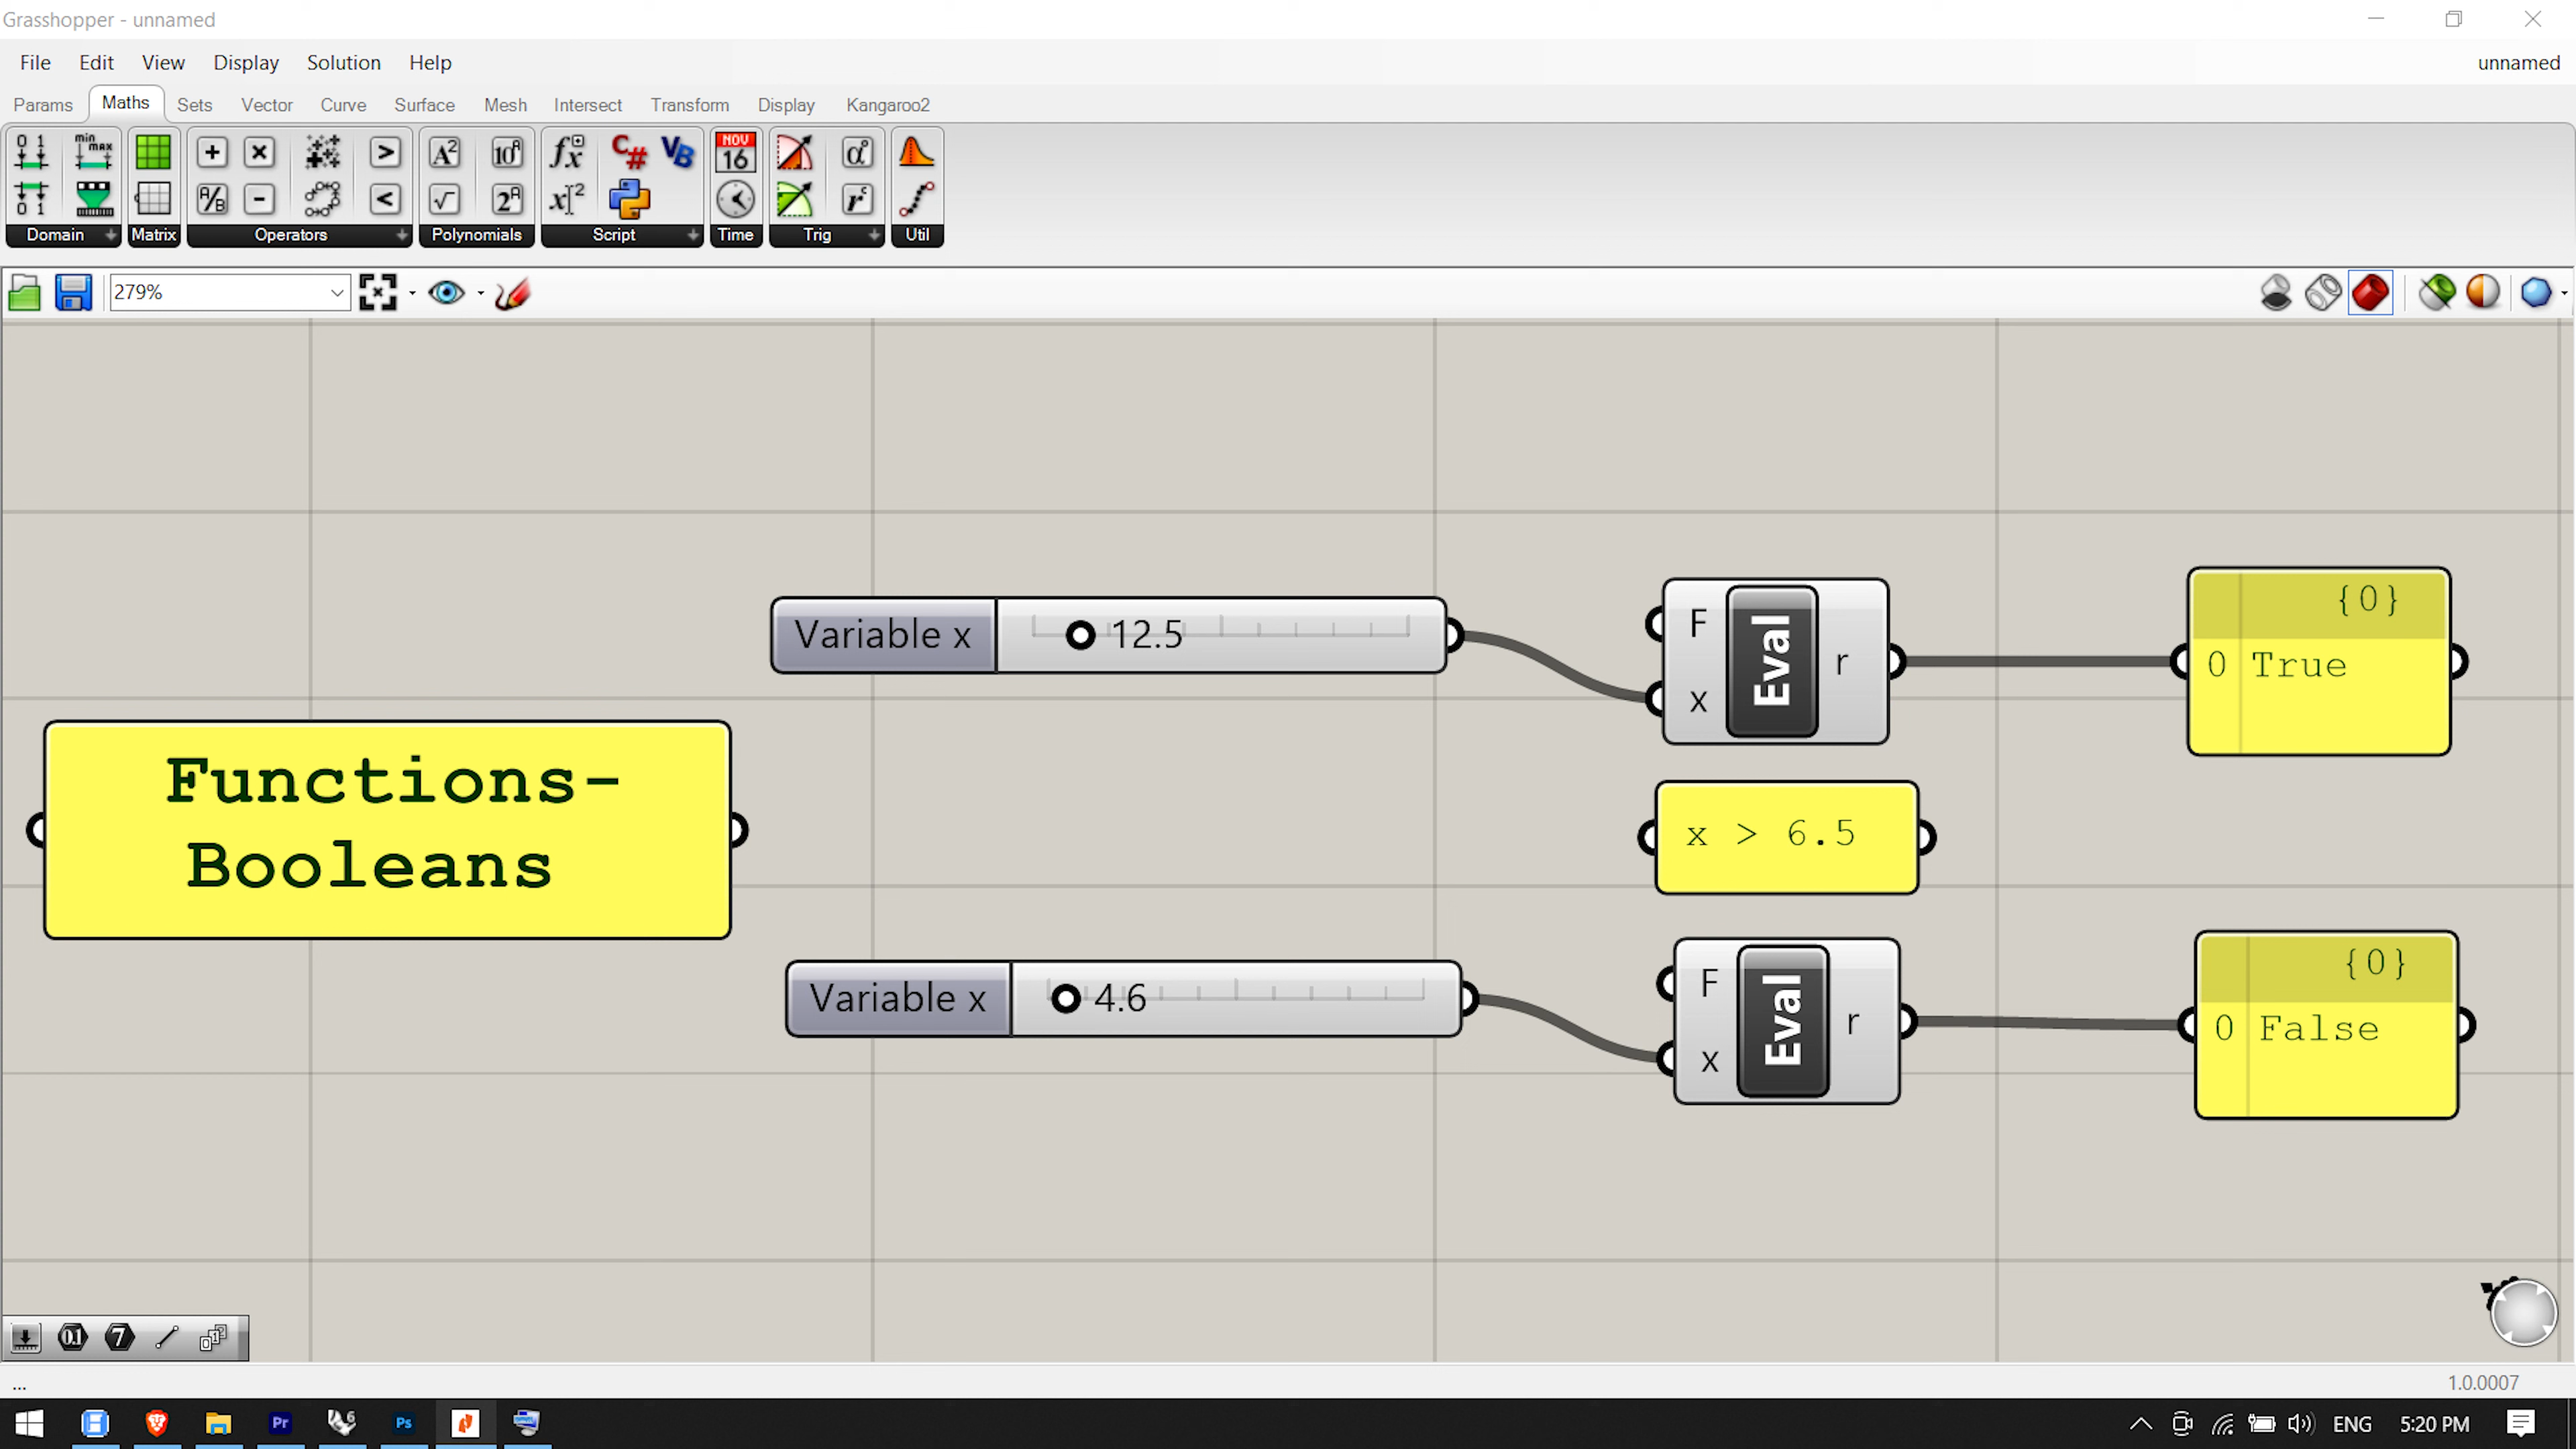 Grasshopper - unnamed
File Edit View Display Solution Help unnamed
Params Maths Sets Vector Curve Surface Mesh Intersect Transform Display Kangaroo2
Domain Matrix Operators Polynomials Script Time Trig Util
279%
Variable x 12.5
F
x
Eval
r
{0}
0 True
Functions-
Booleans
x > 6.5
Variable x 4.6
F
x
Eval
r
{0}
0 False
...
1.0.0007
ENG 5:20 PM